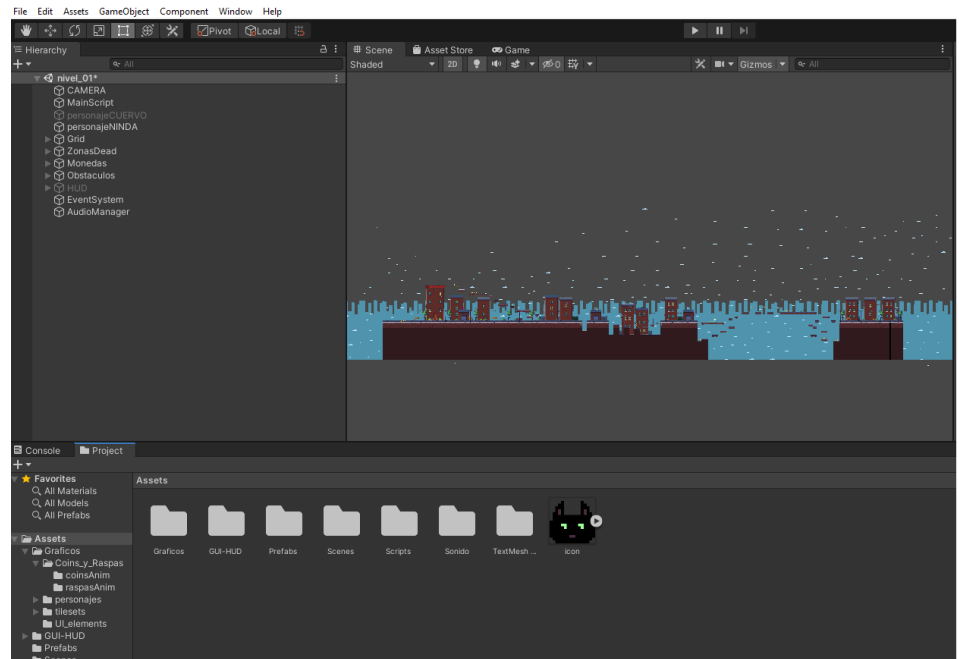 File Edit Assets GameObject Component Window Help
Pivot Local
Hierarchy
All
nivel_01*
CAMERA
MainScript
personajeCUERVO
personajeNINDA
Grid
ZonasDead
Monedas
Obstaculos
HUD
EventSystem
AudioManager
Scene Asset Store Game
Shaded 2D 0 Gizmos All
Console Project
Favorites
All Materials
All Models
All Prefabs
Assets
Graficos
Coins_y_Raspas
coinsAnim
raspasAnim
personajes
tilesets
UI_elements
GUI-HUD
Prefabs
Scenes
Assets
Graficos GUI-HUD Prefabs Scenes Scripts Sonido TextMesh ... icon